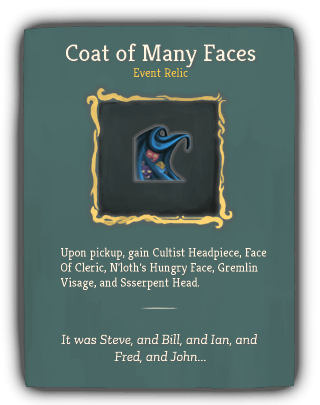 Coat of Many Faces
Event Relic
Upon pickup, gain Cultist Headpiece, Face
Of Cleric, N'loth's Hungry Face, Gremlin
Visage, and Ssserpent Head.
It was Steve, and Bill, and Ian, and
Fred, and John...